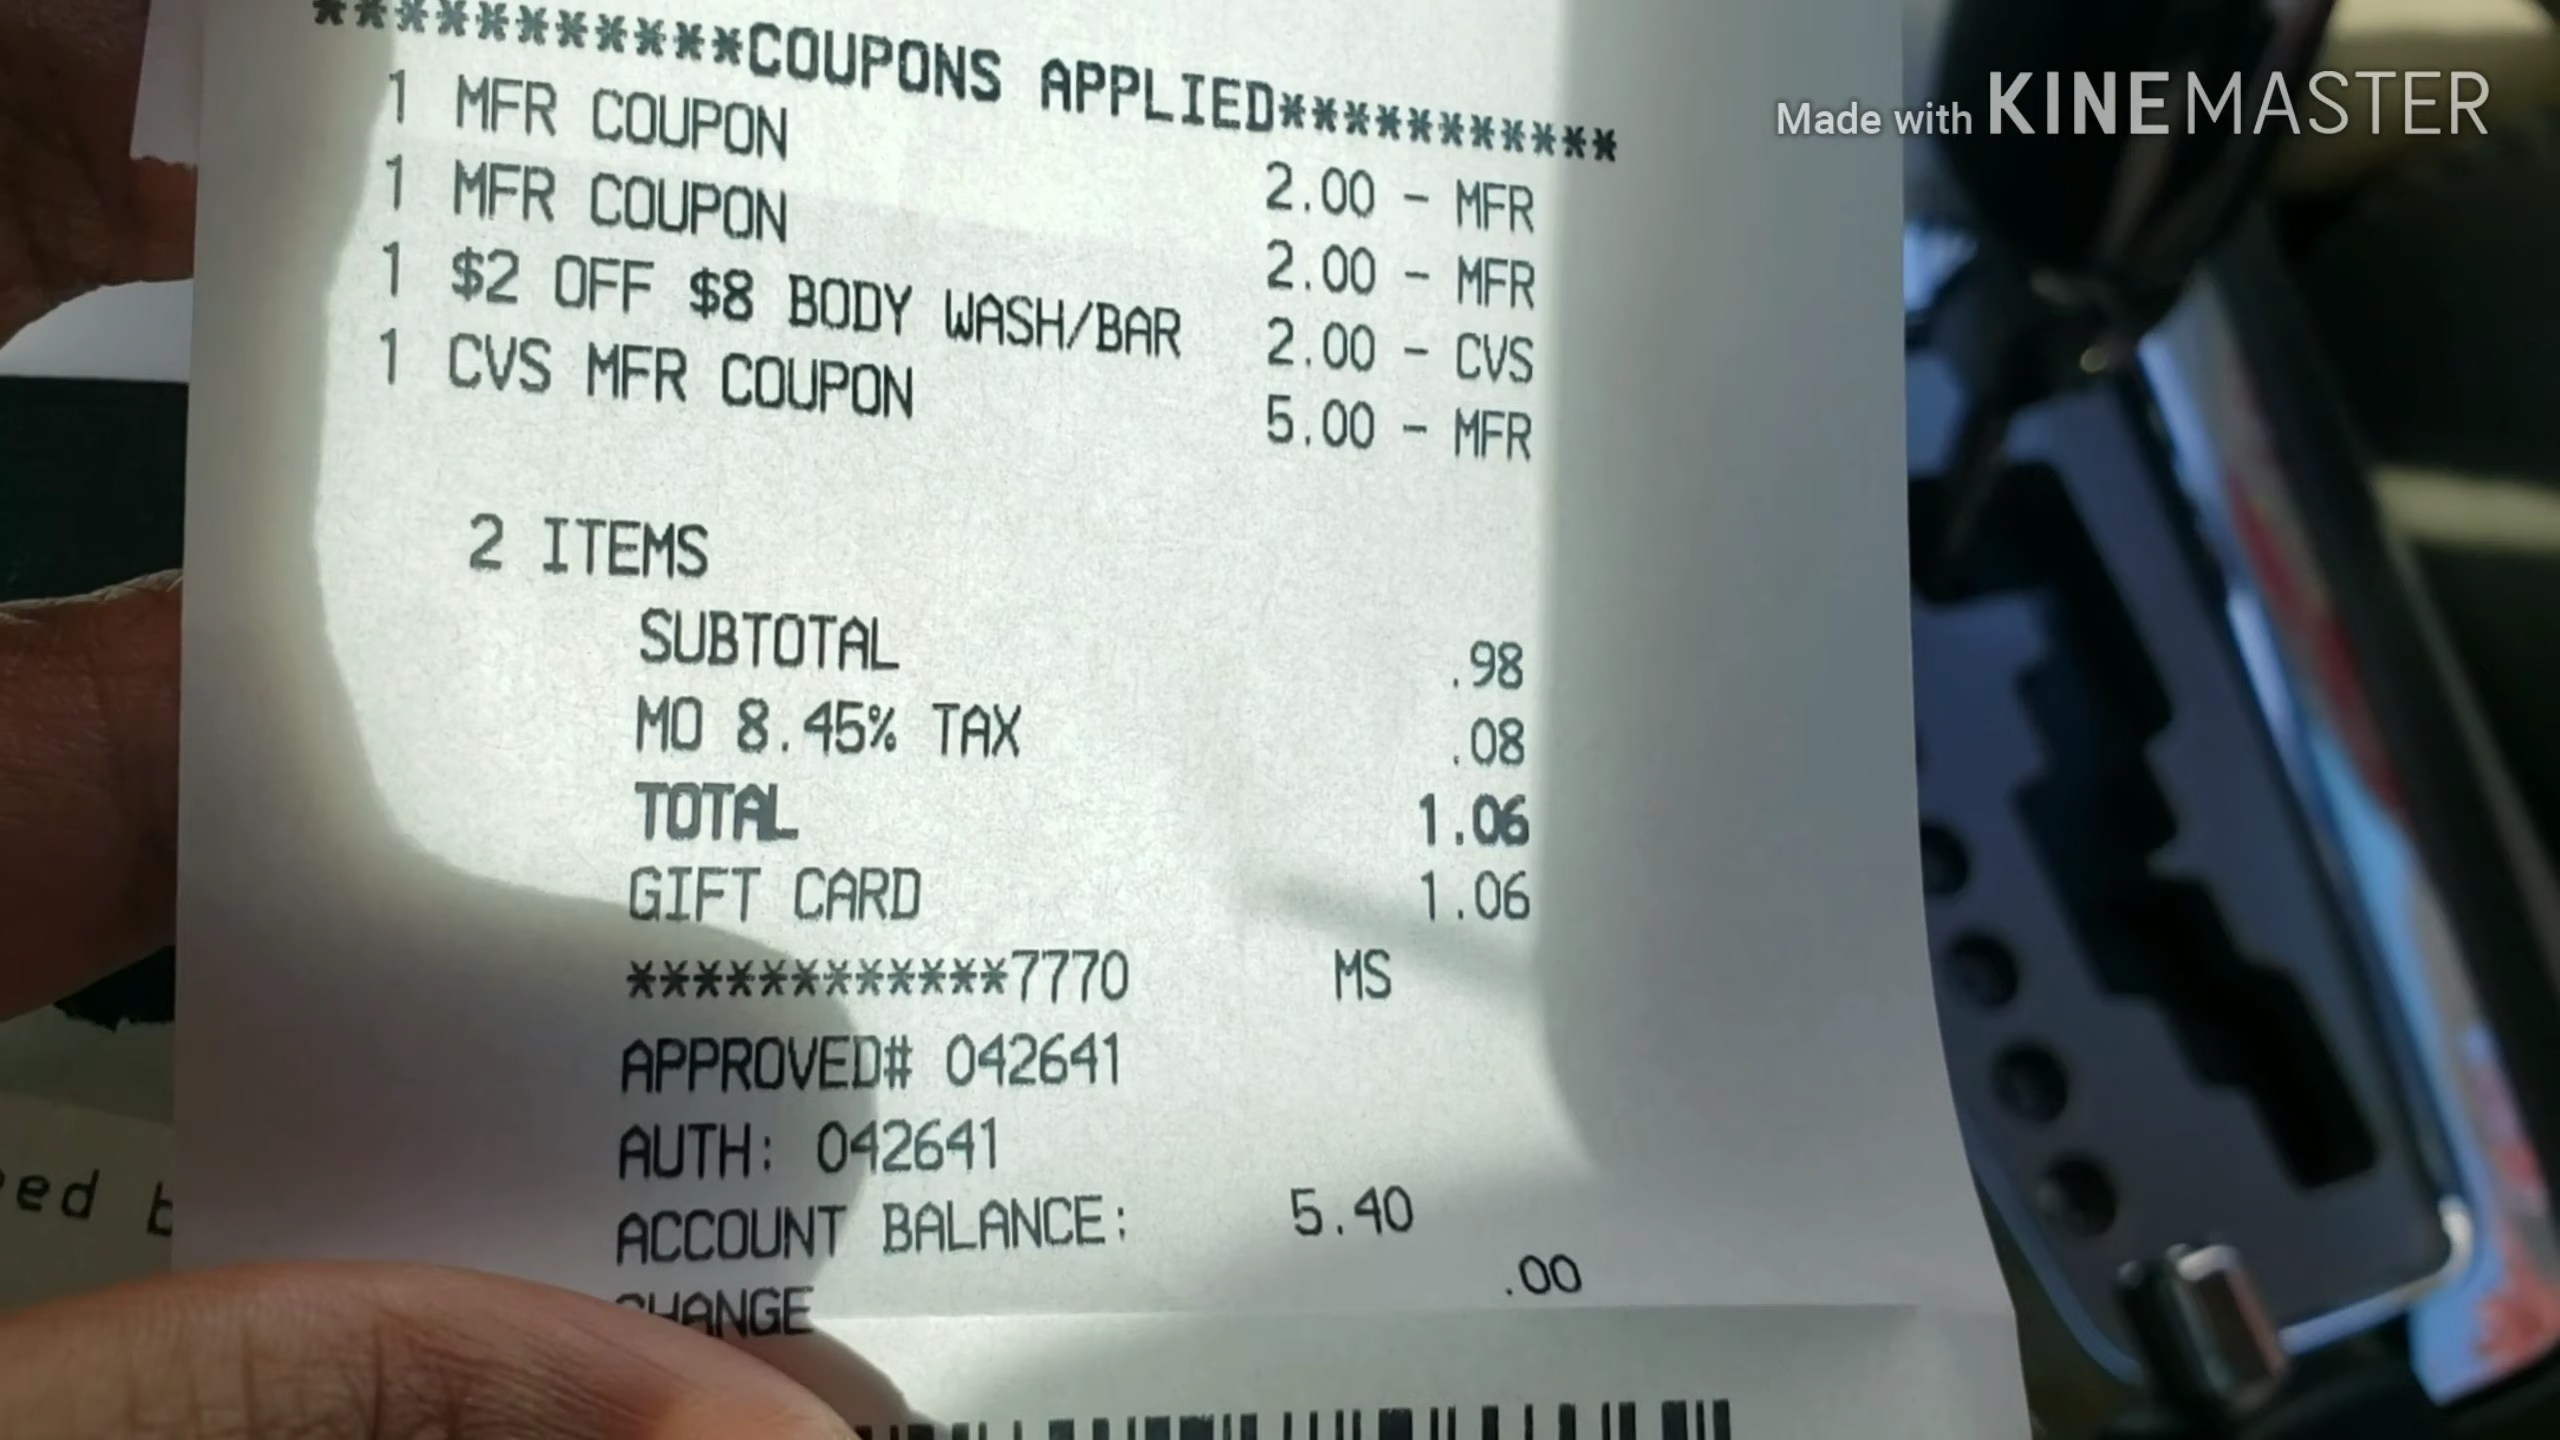 ************COUPONS APPLIED***********
1 MFR COUPON 2.00 - MFR
1 MFR COUPON 2.00 - MFR
1 $2 OFF $8 BODY WASH/BAR 2.00 - CVS
1 CVS MFR COUPON 5.00 - MFR
2 ITEMS
SUBTOTAL .98
MO 8.45% TAX .08
TOTAL 1.06
GIFT CARD 1.06
************7770 MS
APPROVED# 042641
AUTH: 042641
ACCOUNT BALANCE: 5.40
CHANGE .00
Made with KINEMASTER